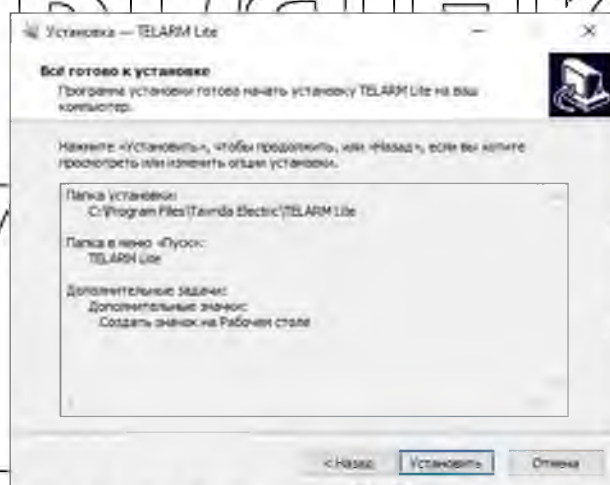 Установка — TELARM Lite
Всё готово к установке
Программа установки готова начать установку TELARM Lite на ваш
компьютер.
Нажмите «Установить», чтобы продолжить, или «Назад», если вы хотите
просмотреть или изменить опции установки.
Папка установки:
C:\Program Files\Tavrida Electric\TELARM Lite
Папка в меню «Пуск»:
TELARM Lite
Дополнительные задачи:
Дополнительные значки:
Создать значок на Рабочем столе
< Назад
Установить
Отмена